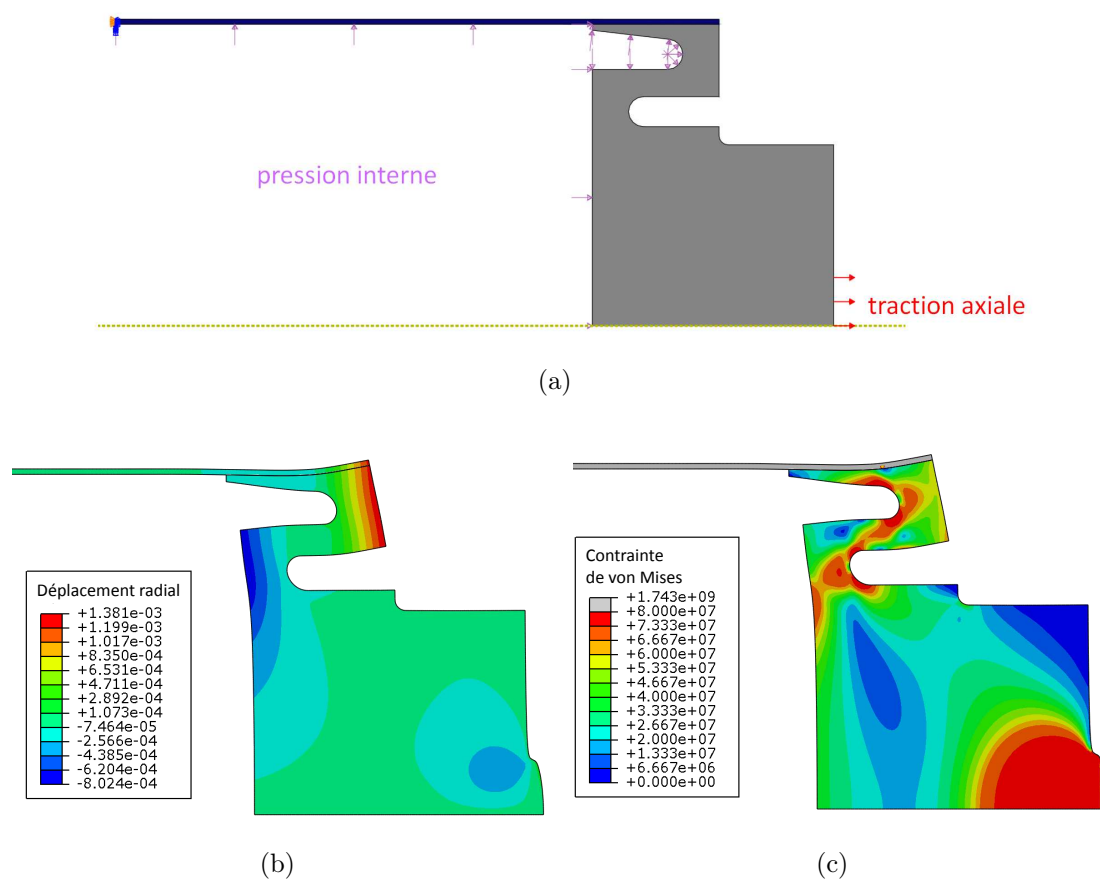 pression interne
traction axiale
(a)
Déplacement radial
+1.381e-03
+1.199e-03
+1.017e-03
+8.350e-04
+6.531e-04
+4.711e-04
+2.892e-04
+1.073e-04
-7.464e-05
-2.566e-04
-4.385e-04
-6.204e-04
-8.024e-04
(b)
Contrainte
de von Mises
+1.743e+09
+8.000e+07
+7.333e+07
+6.667e+07
+6.000e+07
+5.333e+07
+4.667e+07
+4.000e+07
+3.333e+07
+2.667e+07
+2.000e+07
+1.333e+07
+6.667e+06
+0.000e+00
(c)